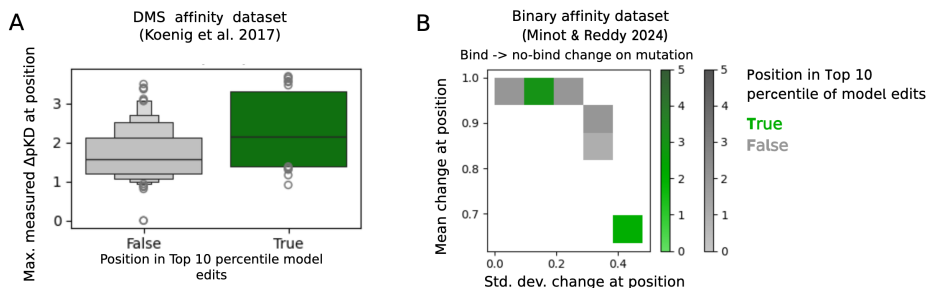 A
DMS affinity dataset
(Koenig et al. 2017)
Max. measured ΔpKD at position
3
2
1
0
False
True
Position in Top 10 percentile model
edits
B
Binary affinity dataset
(Minot & Reddy 2024)
Bind -> no-bind change on mutation
Mean change at position
1.0
0.9
0.8
0.7
0.0
0.2
0.4
Std. dev. change at position
5
4
3
2
1
0
5
4
3
2
1
0
Position in Top 10
percentile of model edits
True
False